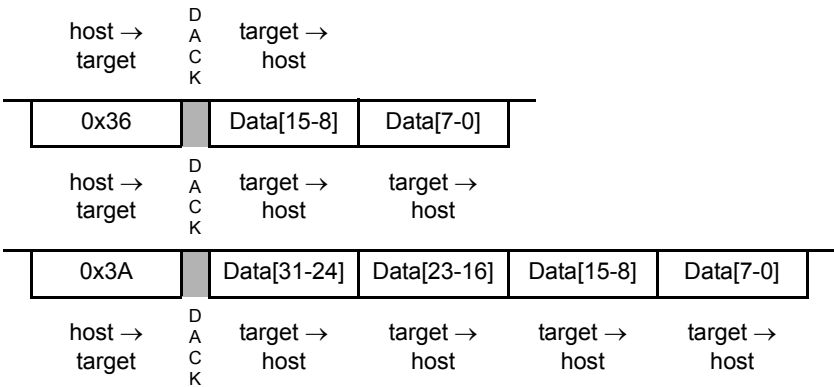 host → D A C K target →
target host
0x36 Data[15-8] Data[7-0]
host → D A C K target → target →
target host host
0x3A Data[31-24] Data[23-16] Data[15-8] Data[7-0]
host → D A C K target → target → target → target →
target host host host host